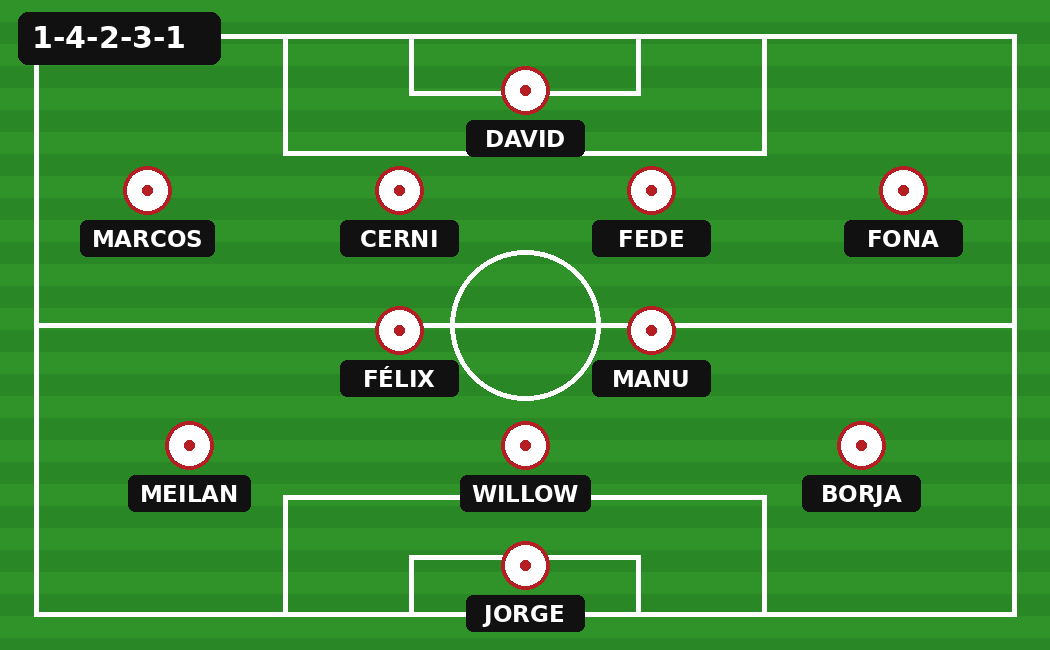 1-4-2-3-1
DAVID
MARCOS
CERNI
FEDE
FONA
FÉLIX
MANU
MEILAN
WILLOW
BORJA
JORGE